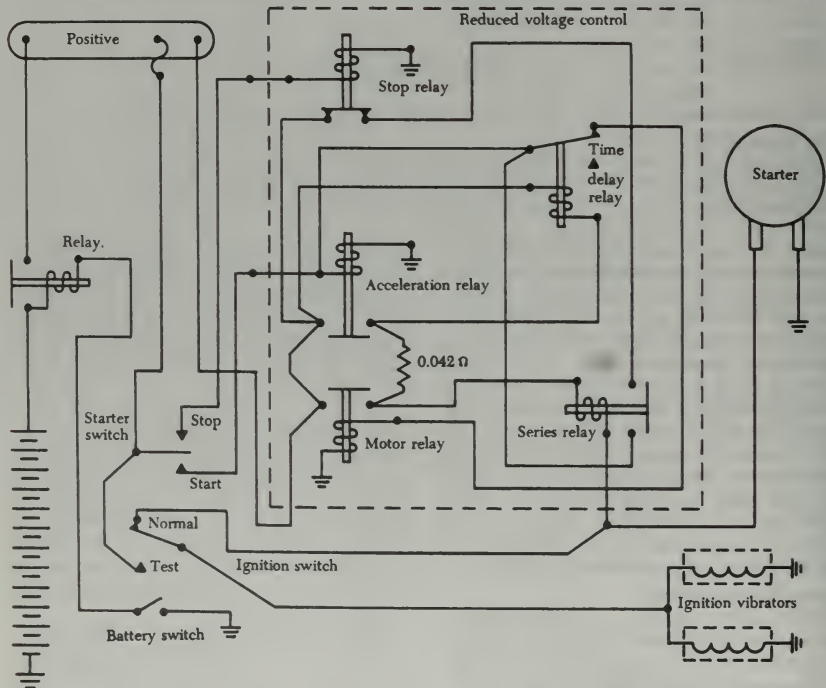 Reduced voltage control
Positive
Stop relay
Time
delay
relay
Starter
Relay.
Acceleration relay
0.042 Ω
Starter
switch
Stop
Motor relay
Series relay
Start
Normal
Ignition switch
Test
Ignition vibrators
Battery switch